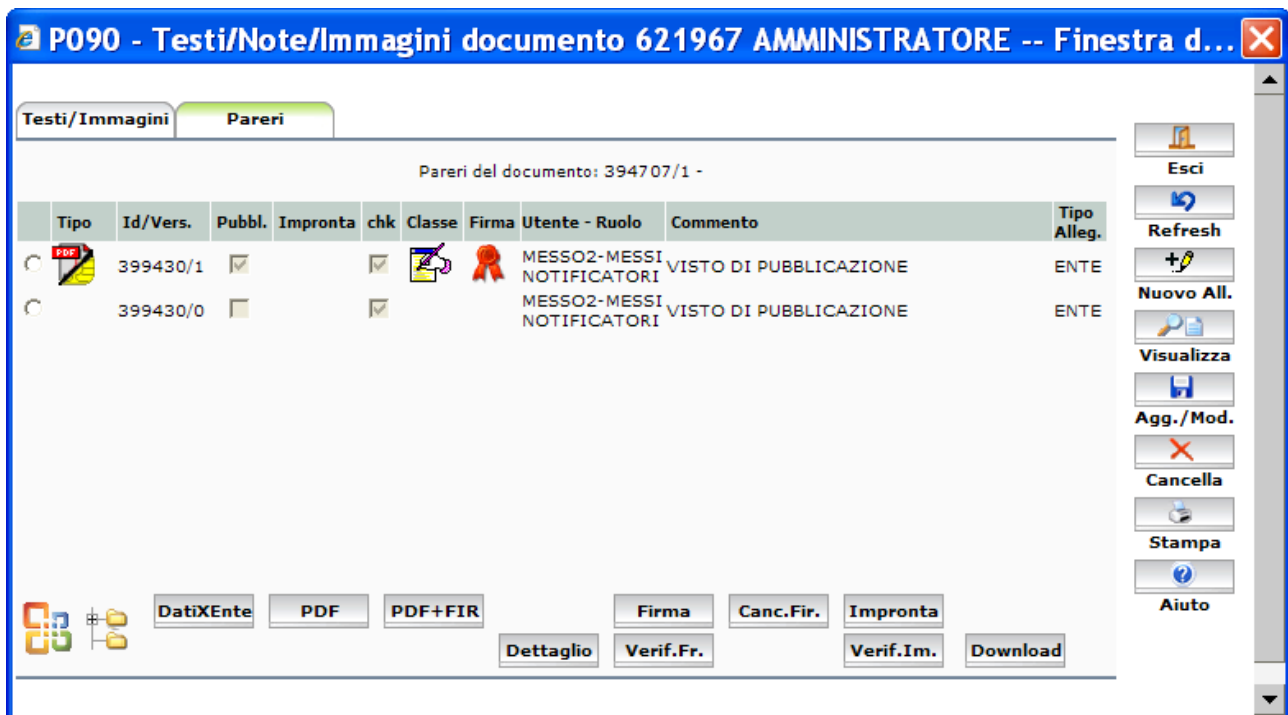 P090 - Testi/Note/Immagini documento 621967 AMMINISTRATORE -- Finestra d...
Testi/Immagini Pareri
Pareri del documento: 394707/1 -
Tipo Id/Vers. Pubbl. Impronta chk Classe Firma Utente - Ruolo Commento Tipo
Alleg.
PDF 399430/1 MESSO2-MESSI
NOTIFICATORI VISTO DI PUBBLICAZIONE ENTE
399430/0 MESSO2-MESSI
NOTIFICATORI VISTO DI PUBBLICAZIONE ENTE
DatiXEnte PDF PDF+FIR Firma Canc.Fir. Impronta
Dettaglio Verif.Fr. Verif.Im. Download
Esci
Refresh
Nuovo All.
Visualizza
Agg./Mod.
Cancella
Stampa
Aiuto